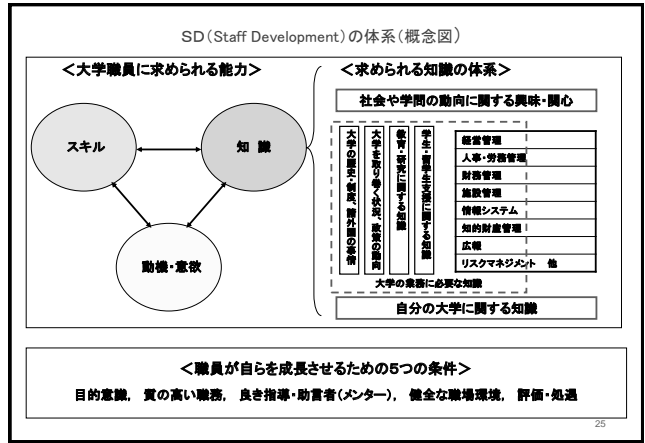 SD(Staff Development)の体系(概念図)
＜大学職員に求められる能力＞
スキル
知 識
動機・意欲
＜求められる知識の体系＞
社会や学問の動向に関する興味・関心
大学の歴史・制度、諸外国の事情
大学を取り巻く状況、政策の動向
教育・研究に関する知識
学生・留学生支援に関する知識
経営管理
人事・労務管理
財務管理
施設管理
情報システム
知的財産管理
広報
リスクマネジメント 他
大学の業務に必要な知識
自分の大学に関する知識
＜職員が自らを成長させるための5つの条件＞
目的意識, 質の高い職務, 良き指導・助言者(メンター), 健全な職場環境, 評価・処遇
25